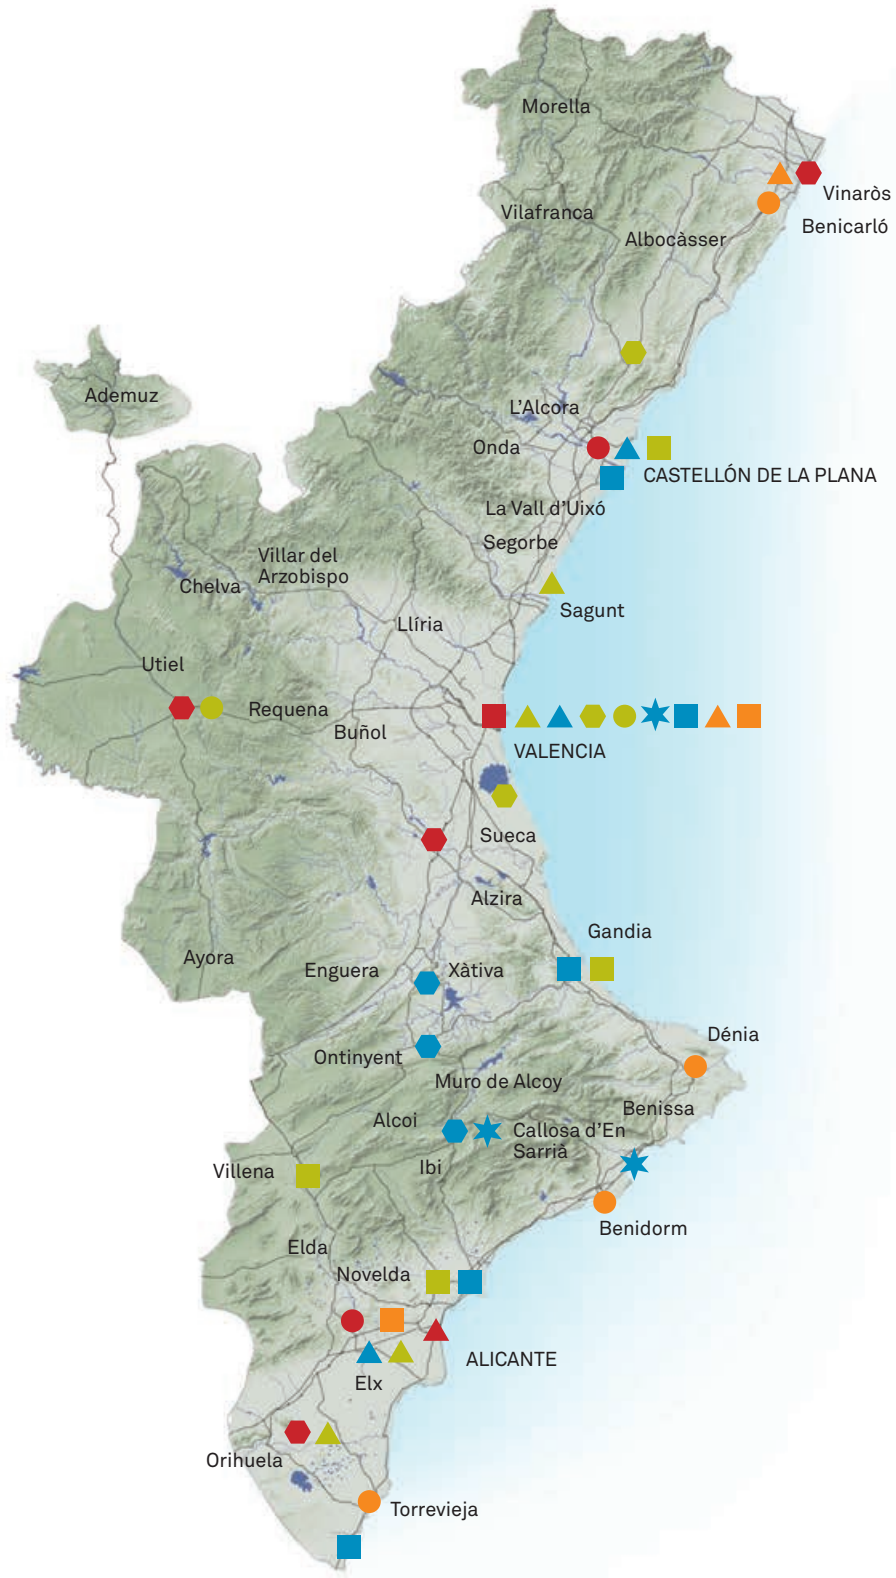 Morella
Vinaròs
Vilafranca
Benicarló
Albocàsser
Ademuz
L'Alcora
Onda
CASTELLÓN DE LA PLANA
La Vall d'Uixó
Segorbe
Villar del
Arzobispo
Chelva
Sagunt
Llíria
Utiel
Requena
Buñol
VALENCIA
Sueca
Alzira
Gandia
Ayora
Enguera
Xàtiva
Dénia
Ontinyent
Muro de Alcoy
Benissa
Alcoi
Callosa d'En
Sarrià
Ibi
Villena
Benidorm
Elda
Novelda
ALICANTE
Elx
Orihuela
Torrevieja